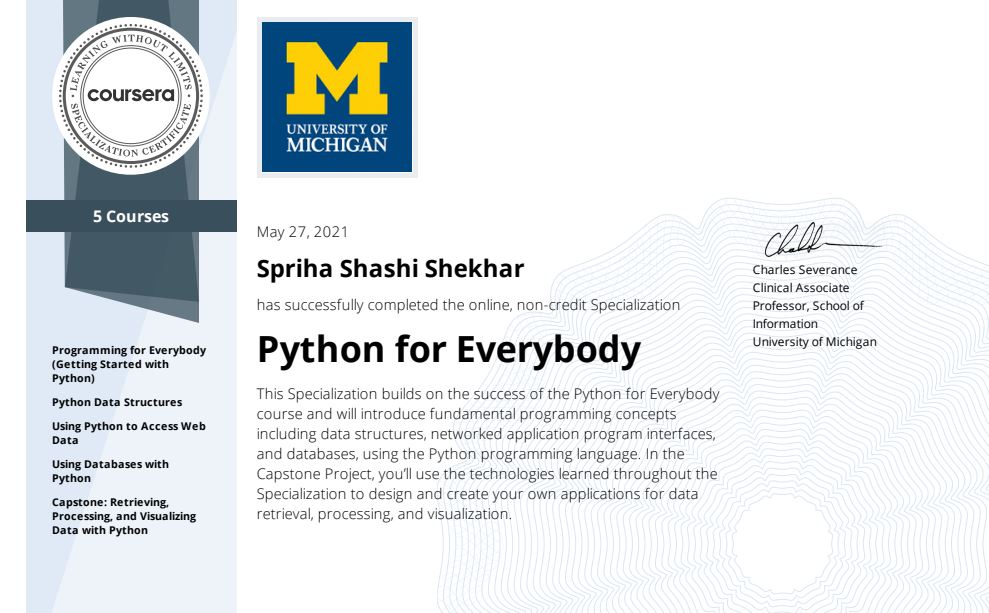 LEARNING WITHOUT LIMITS
coursera
SPECIALIZATION CERTIFICATE
5 Courses
Programming for Everybody
(Getting Started with
Python)
Python Data Structures
Using Python to Access Web
Data
Using Databases with
Python
Capstone: Retrieving,
Processing, and Visualizing
Data with Python
M
UNIVERSITY OF
MICHIGAN
May 27, 2021
Spriha Shashi Shekhar
has successfully completed the online, non-credit Specialization
Python for Everybody
This Specialization builds on the success of the Python for Everybody
course and will introduce fundamental programming concepts
including data structures, networked application program interfaces,
and databases, using the Python programming language. In the
Capstone Project, you’ll use the technologies learned throughout the
Specialization to design and create your own applications for data
retrieval, processing, and visualization.
Charles Severance
Clinical Associate
Professor, School of
Information
University of Michigan